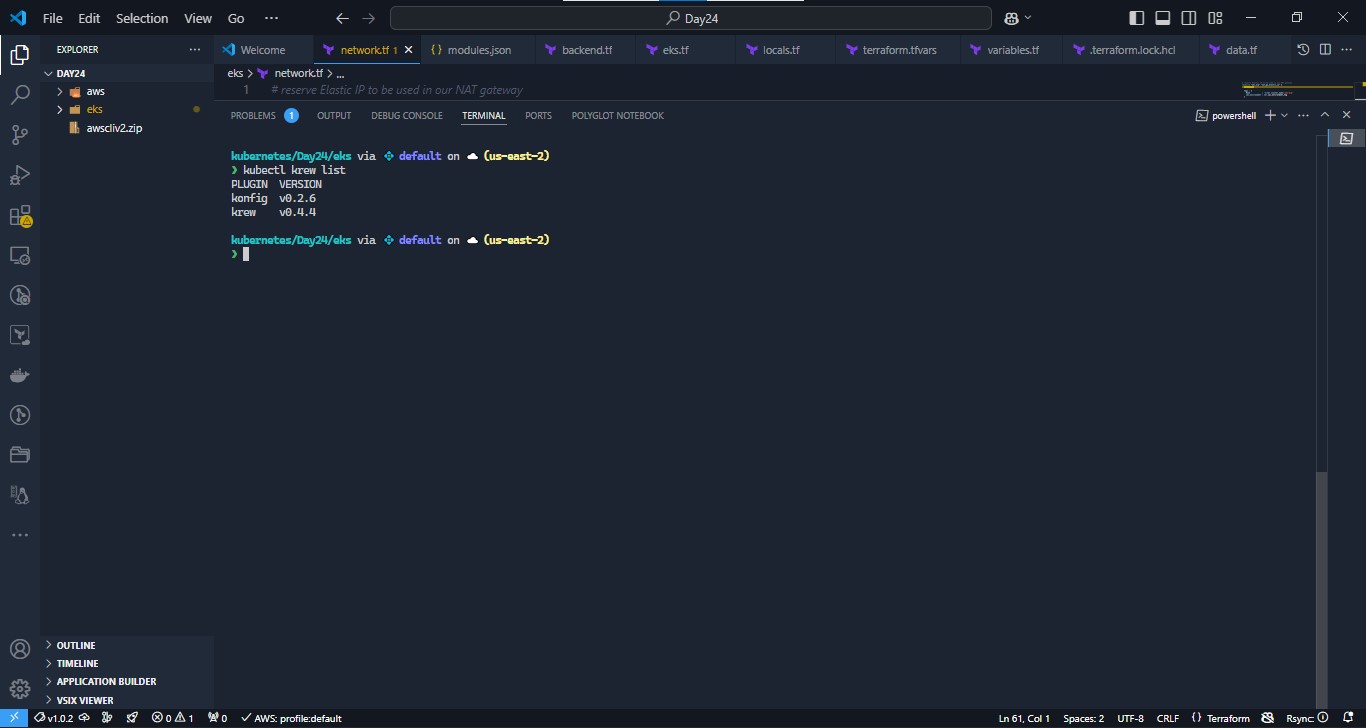 File Edit Selection View Go ... Day24
EXPLORER ...
Welcome
network.tf 1
modules.json
backend.tf
eks.tf
locals.tf
terraform.tfvars
variables.tf
.terraform.lock.hcl
data.tf
DAY24
aws
eks
awscliv2.zip
eks > network.tf > ...
1 # reserve Elastic IP to be used in our NAT gateway
PROBLEMS 1 OUTPUT DEBUG CONSOLE TERMINAL PORTS POLYGLOT NOTEBOOK powershell
kubernetes/Day24/eks via default on (us-east-2)
❯ kubectl krew list
PLUGIN VERSION
konfig v0.2.6
krew v0.4.4
kubernetes/Day24/eks via default on (us-east-2)
❯
OUTLINE
TIMELINE
APPLICATION BUILDER
VSIX VIEWER
v1.0.2 0 1 0 AWS: profile:default Ln 61, Col 1 Spaces: 2 UTF-8 CRLF {} Terraform Rsync: